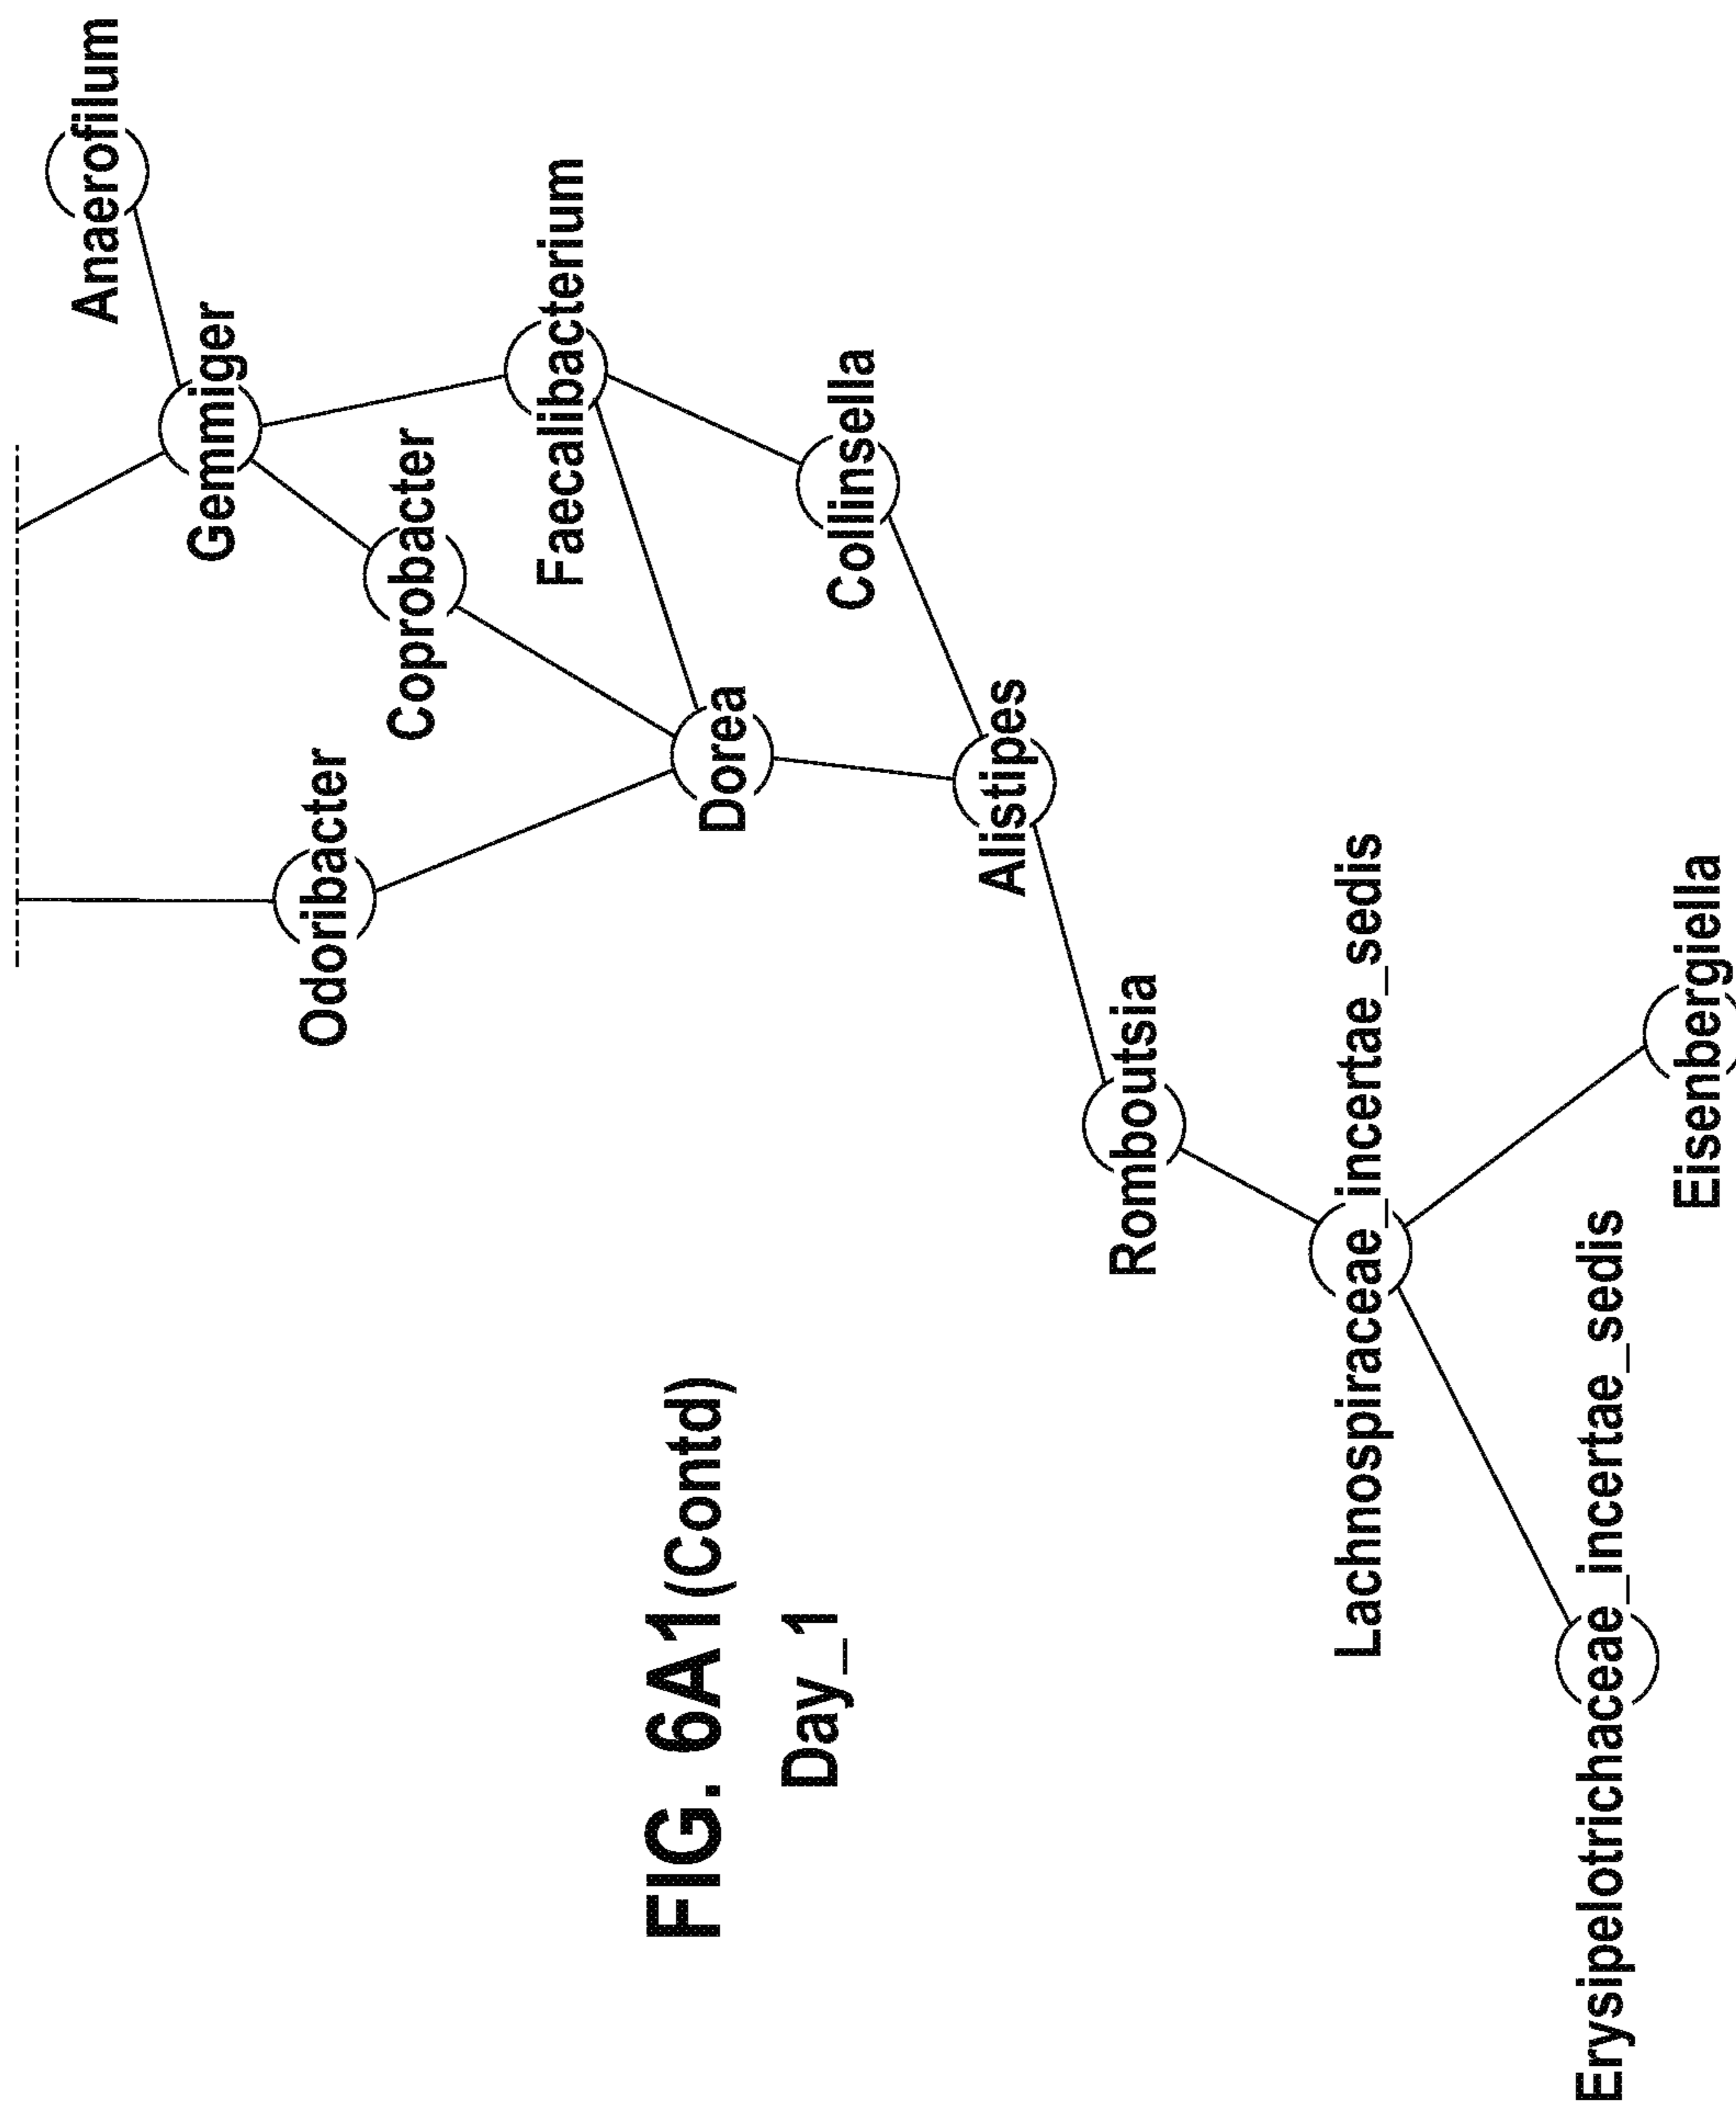 Anaerofilum
Gemmiger
Coprobacter
Odoribacter
Faecalibacterium
Dorea
Collinsella
Alistipes
Romboutsia
Lachnospiraceae_incertae_sedis
Erysipelotrichaceae_incertae_sedis
Eisenbergiella
FIG. 6A1(Contd)
Day_1